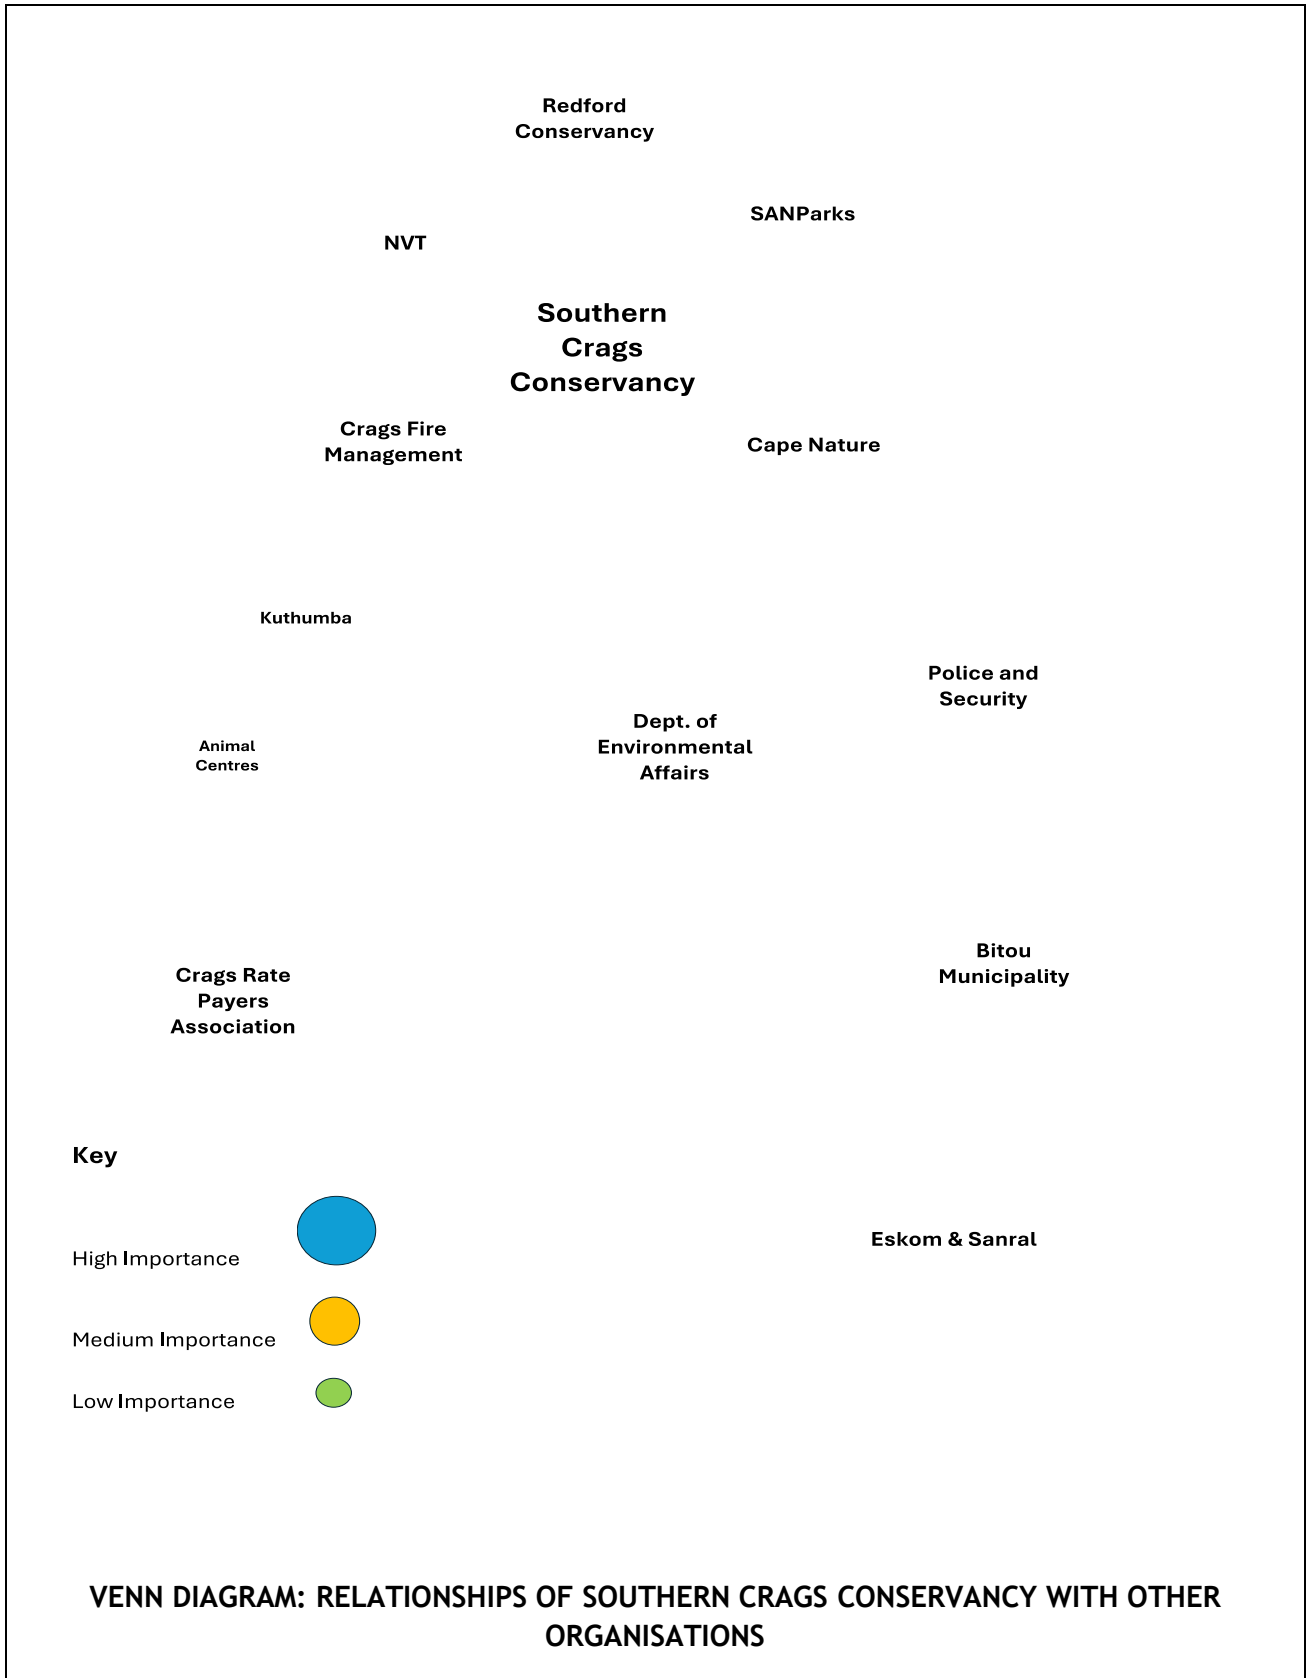 Redford
Conservancy
SANParks
NVT
Southern
Crags
Conservancy
Crags Fire
Management
Cape Nature
Kuthumba
Police and
Security
Dept. of
Environmental
Affairs
Animal
Centres
Bitou
Municipality
Crags Rate
Payers
Association
Key
High Importance
Eskom & Sanral
Medium Importance
Low Importance
VENN DIAGRAM: RELATIONSHIPS OF SOUTHERN CRAGS CONSERVANCY WITH OTHER
ORGANISATIONS